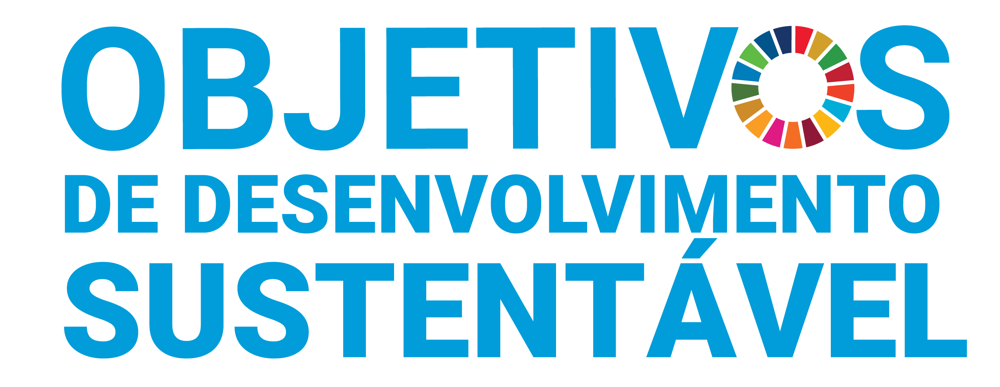 OBJETIVOS
DE DESENVOLVIMENTO
SUSTENTÁVEL